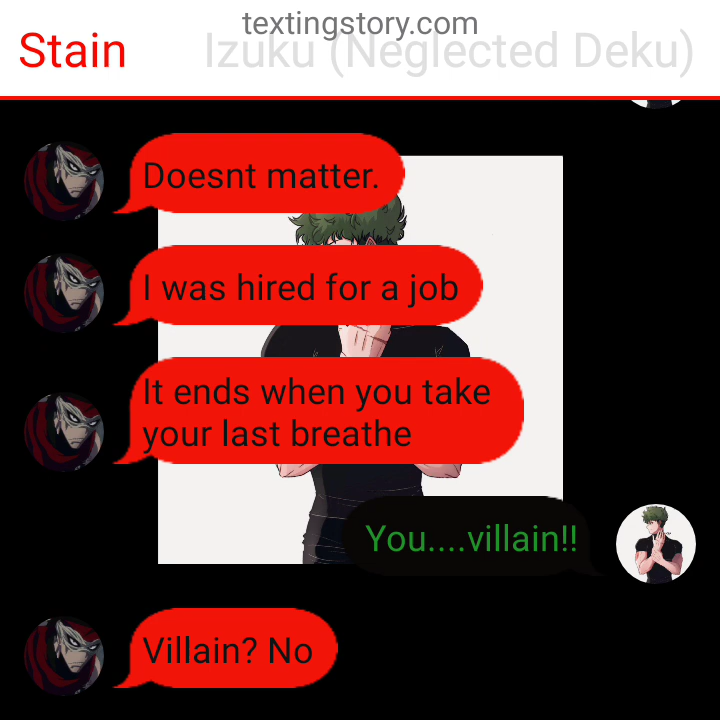 textingstory.com
Stain
Izuku (Neglected Deku)
Doesnt matter.
I was hired for a job
It ends when you take
your last breathe
You....villain!!
Villain? No